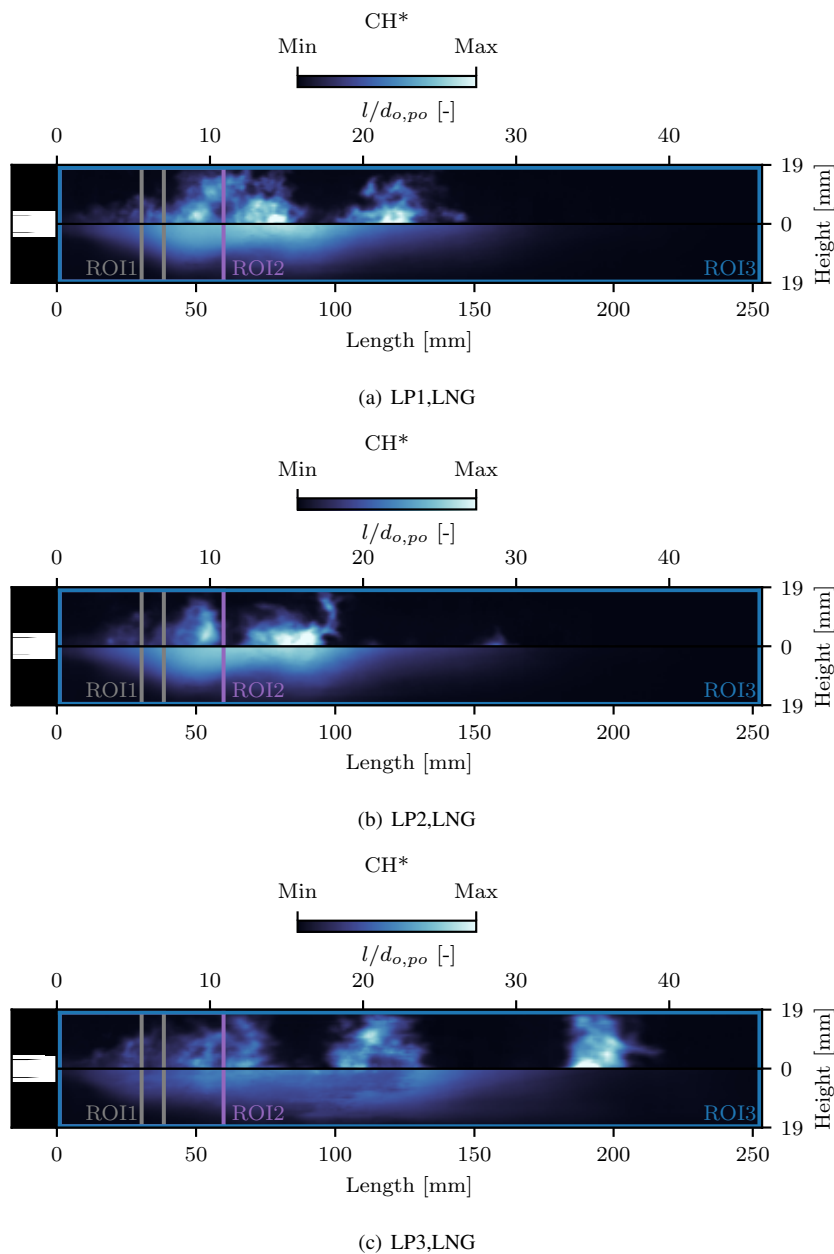 CH*
Min Max
l/d_{o,po} [-]
0 10 20 30 40
19
0
19
Height [mm]
ROI1 ROI2 ROI3
0 50 100 150 200 250
Length [mm]
(a) LP1,LNG
CH*
Min Max
l/d_{o,po} [-]
0 10 20 30 40
19
0
19
Height [mm]
ROI1 ROI2 ROI3
0 50 100 150 200 250
Length [mm]
(b) LP2,LNG
CH*
Min Max
l/d_{o,po} [-]
0 10 20 30 40
19
0
19
Height [mm]
ROI1 ROI2 ROI3
0 50 100 150 200 250
Length [mm]
(c) LP3,LNG